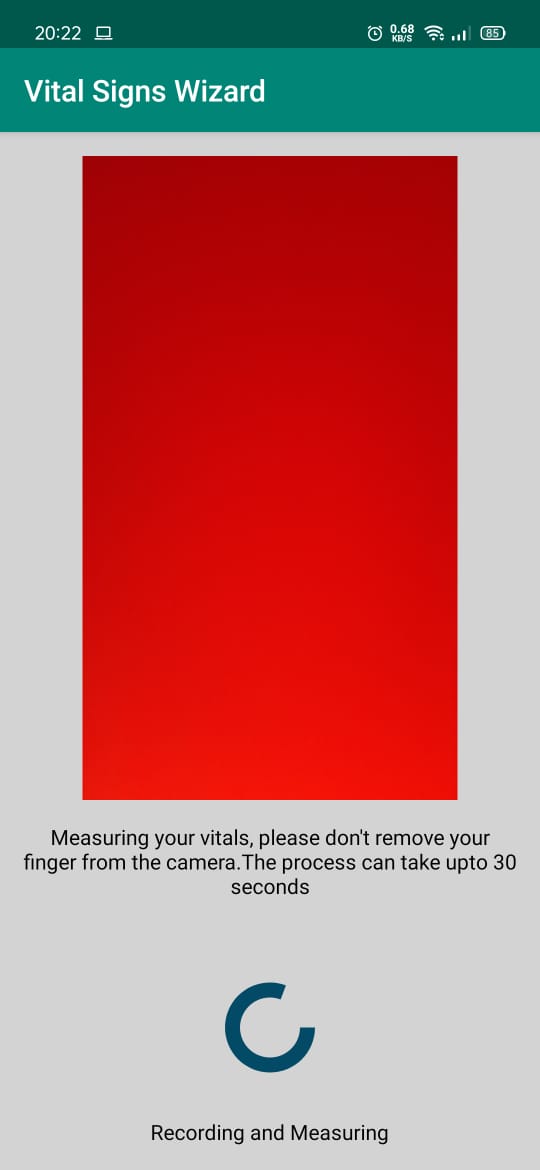 20:22
0.68
KB/S
85
Vital Signs Wizard
Measuring your vitals, please don't remove your
finger from the camera.The process can take upto 30
seconds
Recording and Measuring